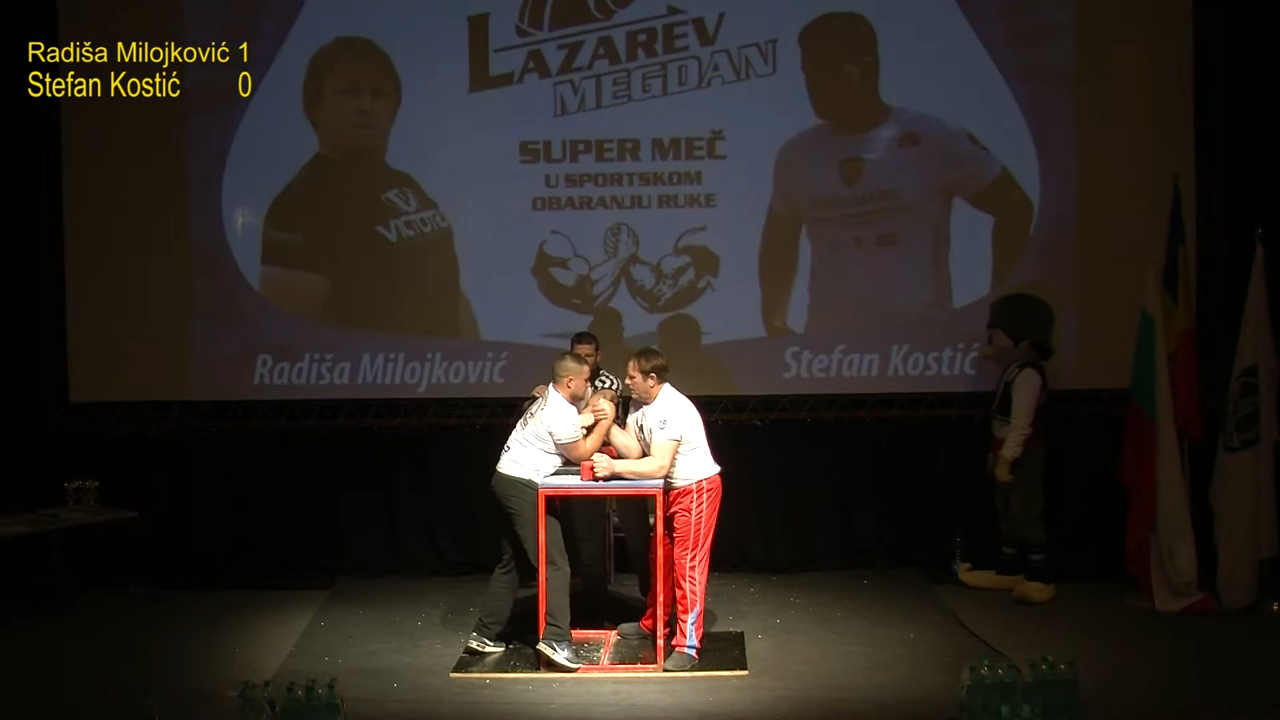 Radiša Milojković 1
Stefan Kostić 0
LAZAREV
MEGDAN
SUPER MEČ
U SPORTSKOM
OBARANJU RUKE
Radiša Milojković
Stefan Kostić